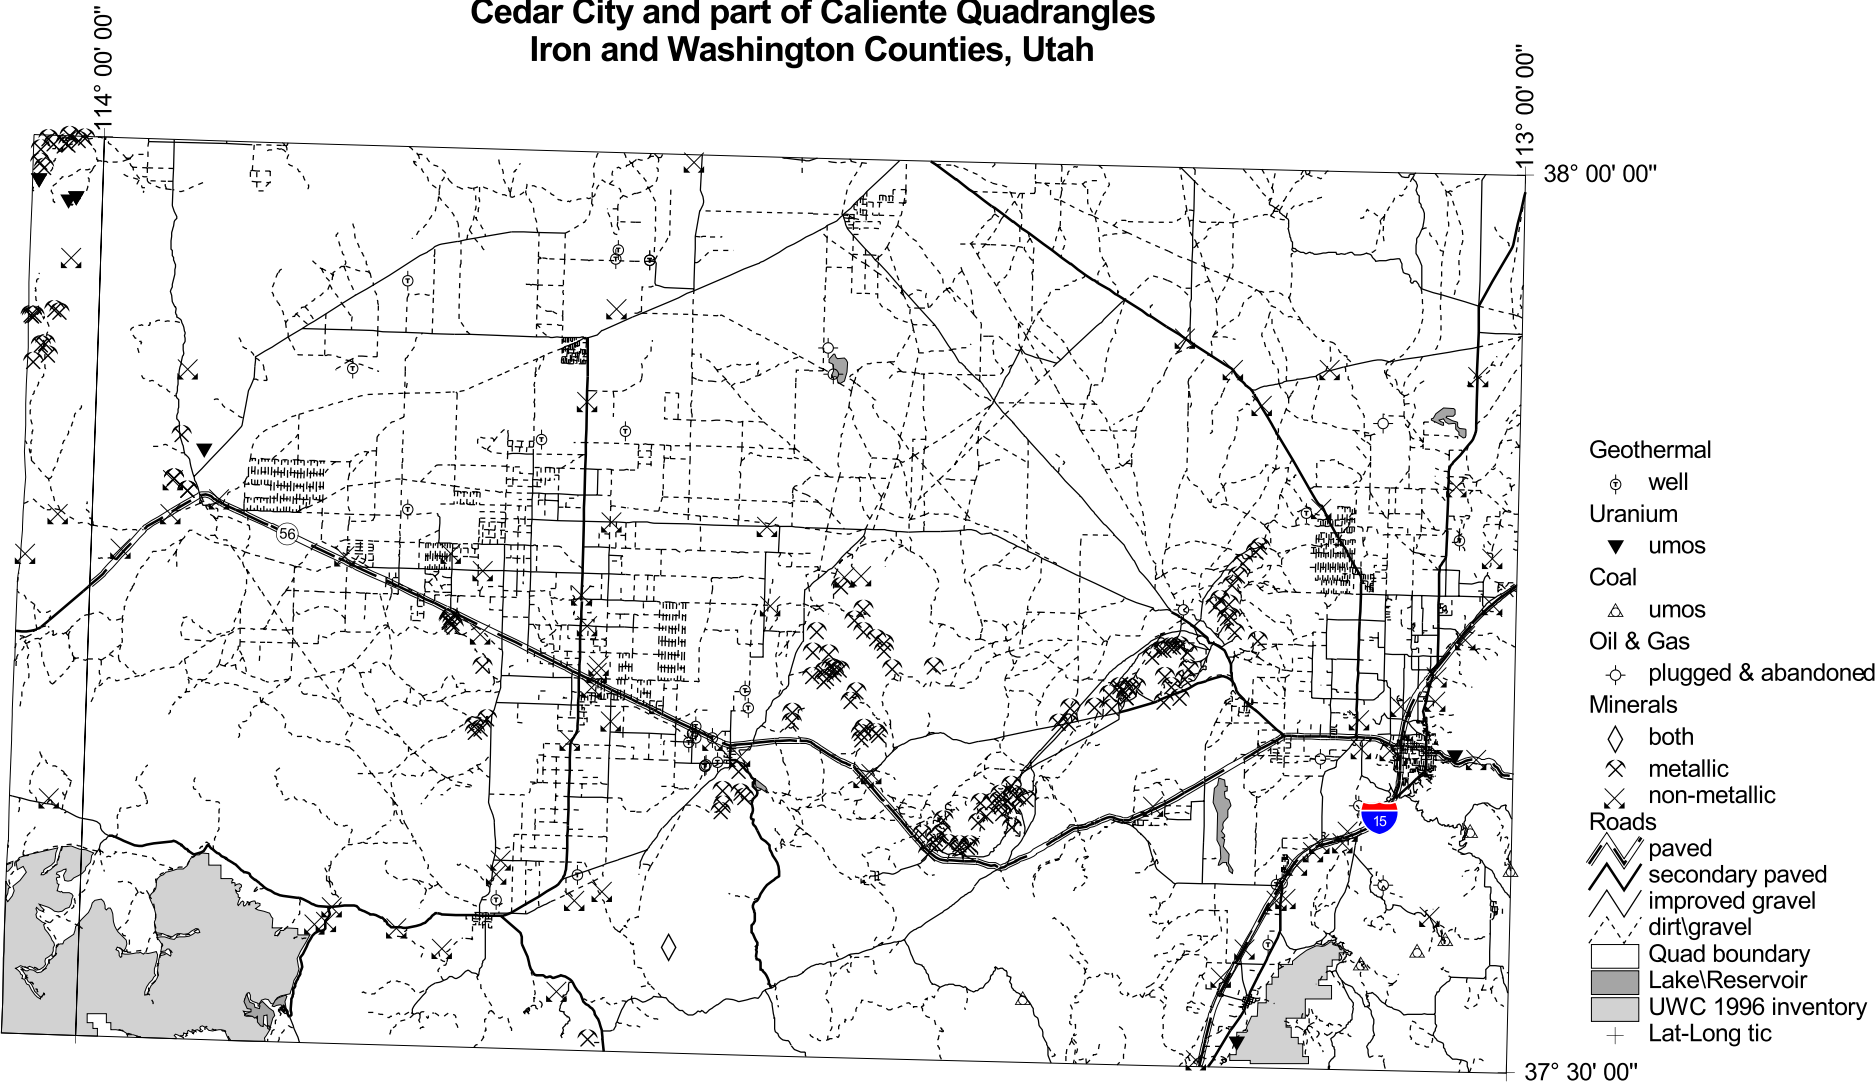 Cedar City and part of Caliente Quadrangles
Iron and Washington Counties, Utah
114° 00' 00"
113° 00' 00"
38° 00' 00"
56
15
37° 30' 00"
Geothermal
well
Uranium
umos
Coal
umos
Oil & Gas
plugged & abandoned
Minerals
both
metallic
non-metallic
Roads
paved
secondary paved
improved gravel
dirt\gravel
Quad boundary
Lake\Reservoir
UWC 1996 inventory
Lat-Long tic